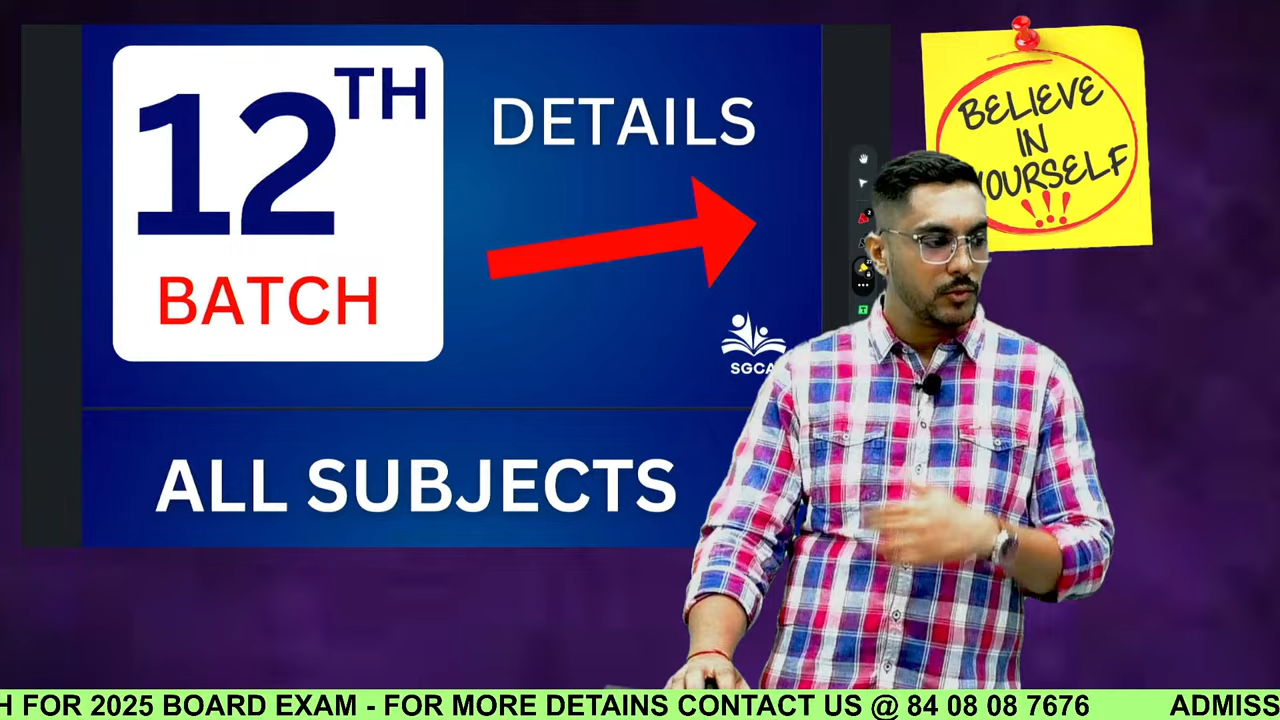 12TH
BATCH
DETAILS
SGCA
ALL SUBJECTS
BELIEVE
IN
YOURSELF
!!!
H FOR 2025 BOARD EXAM - FOR MORE DETAINS CONTACT US @ 84 08 08 7676 ADMISS